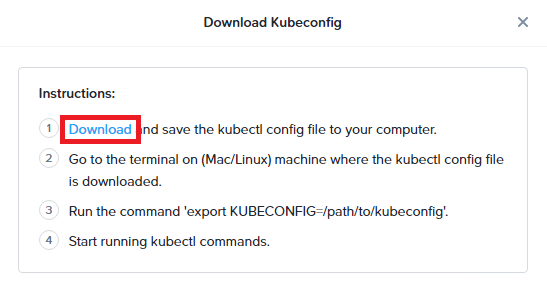 Download Kubeconfig
Instructions:
1 Download and save the kubectl config file to your computer.
2 Go to the terminal on (Mac/Linux) machine where the kubectl config file
is downloaded.
3 Run the command 'export KUBECONFIG=/path/to/kubeconfig'.
4 Start running kubectl commands.